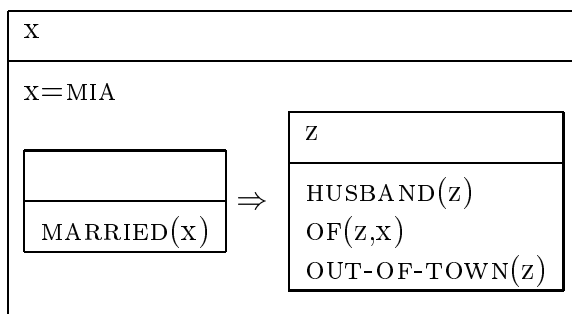 x
x=MIA
MARRIED(x) ⇒
z
HUSBAND(z)
OF(z,x)
OUT-OF-TOWN(z)